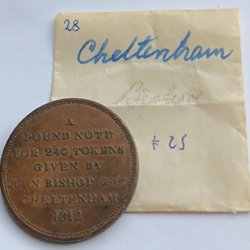 28
Cheltenham
£25
A
POUND NOTE
FOR 240 TOKENS
GIVEN BY
JOHN BISHOP & Co
CHELTENHAM
1812